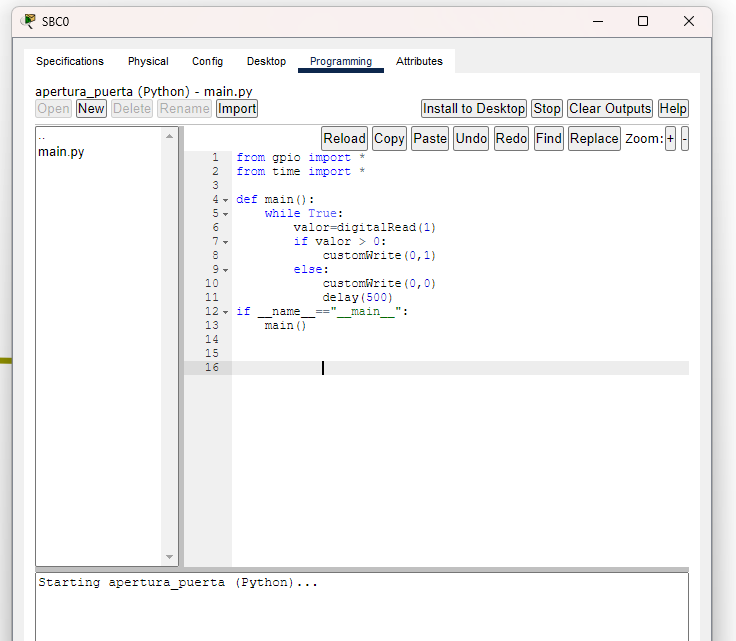 SBC0
Specifications Physical Config Desktop Programming Attributes
apertura_puerta (Python) - main.py
Open New Delete Rename Import Install to Desktop Stop Clear Outputs Help
..
main.py
Reload Copy Paste Undo Redo Find Replace Zoom: + -
1 from gpio import *
2 from time import *
3
4 def main():
5     while True:
6         valor=digitalRead(1)
7         if valor > 0:
8             customWrite(0,1)
9         else:
10             customWrite(0,0)
11             delay(500)
12 if __name__=="__main__":
13     main()
14
15
16
Starting apertura_puerta (Python)...